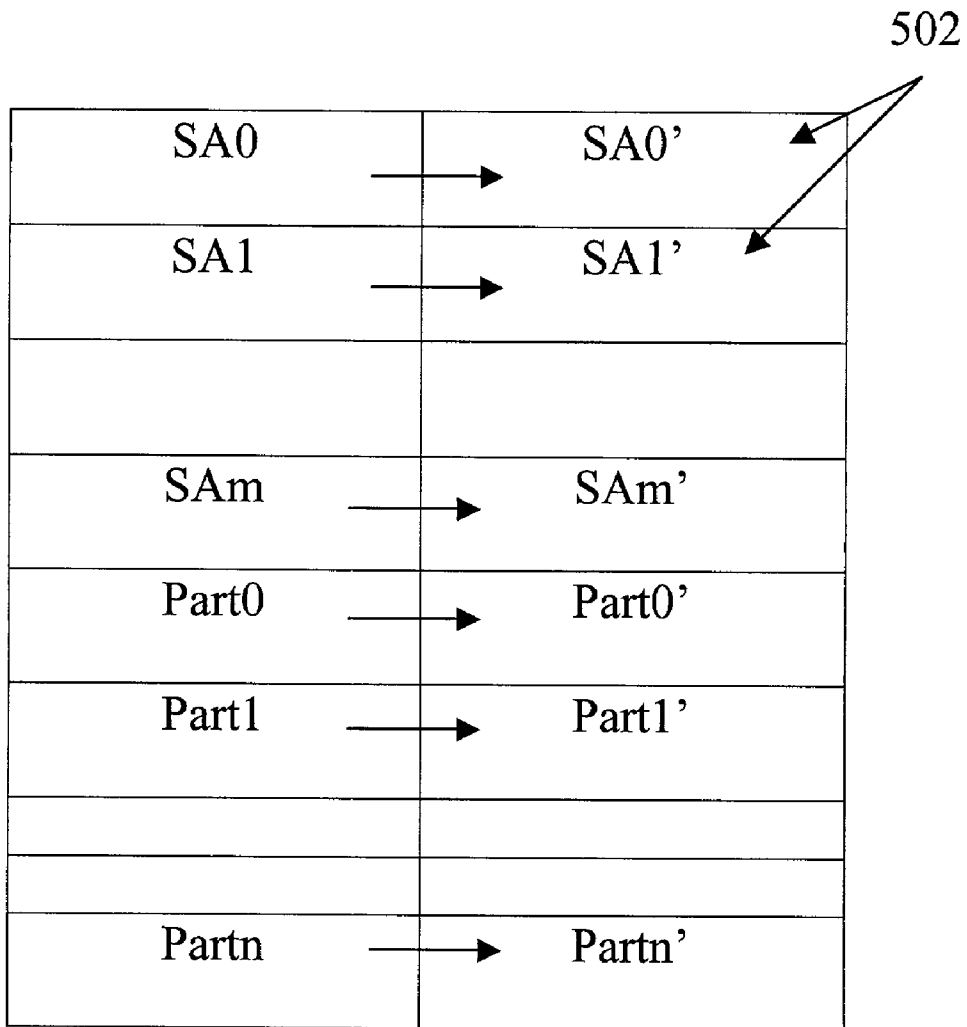 502
SA0 SA0’
SA1 SA1’
SAm SAm’
Part0 Part0’
Part1 Part1’
Partn Partn’